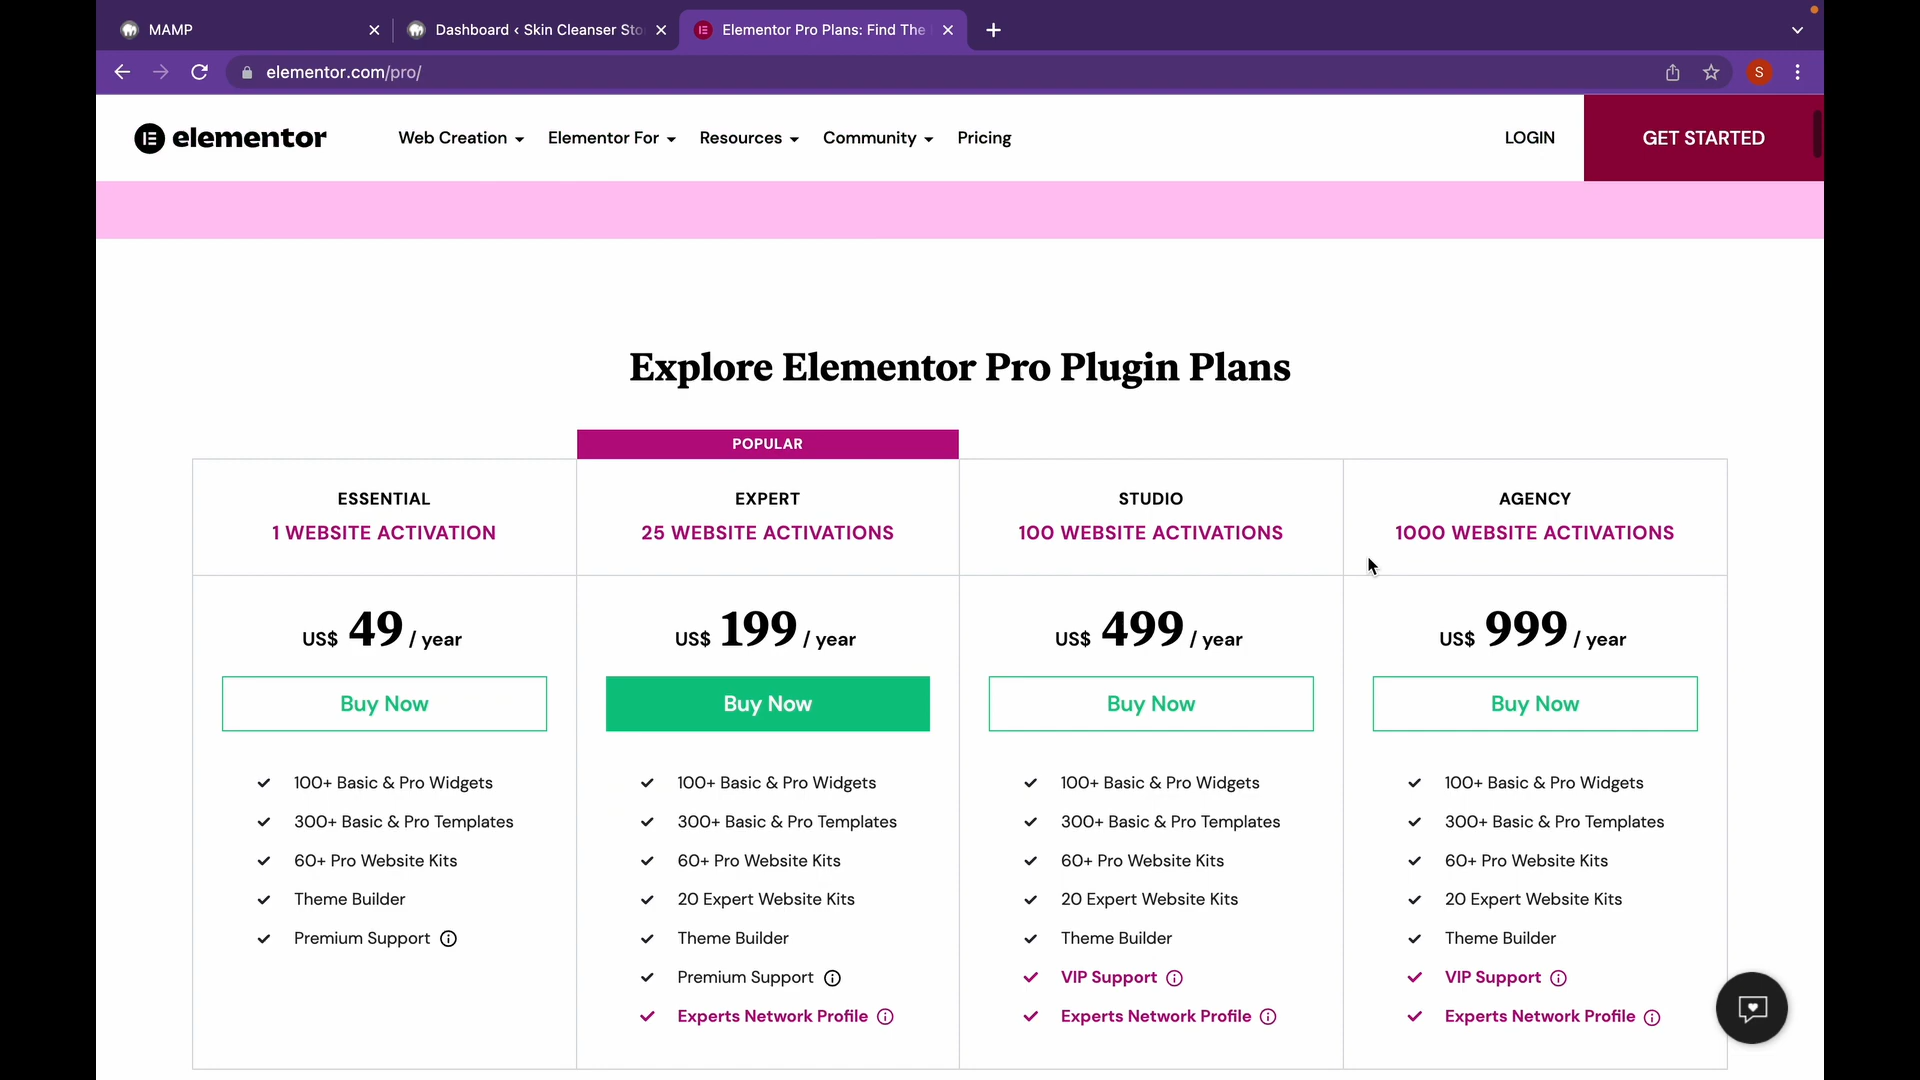 MAMP
Dashboard ‹ Skin Cleanser Sto
Elementor Pro Plans: Find The
elementor.com/pro/
S
elementor
Web Creation
Elementor For
Resources
Community
Pricing
LOGIN
GET STARTED
Explore Elementor Pro Plugin Plans
POPULAR
ESSENTIAL
1 WEBSITE ACTIVATION
US$ 49 / year
Buy Now
100+ Basic & Pro Widgets
300+ Basic & Pro Templates
60+ Pro Website Kits
Theme Builder
Premium Support
EXPERT
25 WEBSITE ACTIVATIONS
US$ 199 / year
Buy Now
100+ Basic & Pro Widgets
300+ Basic & Pro Templates
60+ Pro Website Kits
20 Expert Website Kits
Theme Builder
Premium Support
Experts Network Profile
STUDIO
100 WEBSITE ACTIVATIONS
US$ 499 / year
Buy Now
100+ Basic & Pro Widgets
300+ Basic & Pro Templates
60+ Pro Website Kits
20 Expert Website Kits
Theme Builder
VIP Support
Experts Network Profile
AGENCY
1000 WEBSITE ACTIVATIONS
US$ 999 / year
Buy Now
100+ Basic & Pro Widgets
300+ Basic & Pro Templates
60+ Pro Website Kits
20 Expert Website Kits
Theme Builder
VIP Support
Experts Network Profile